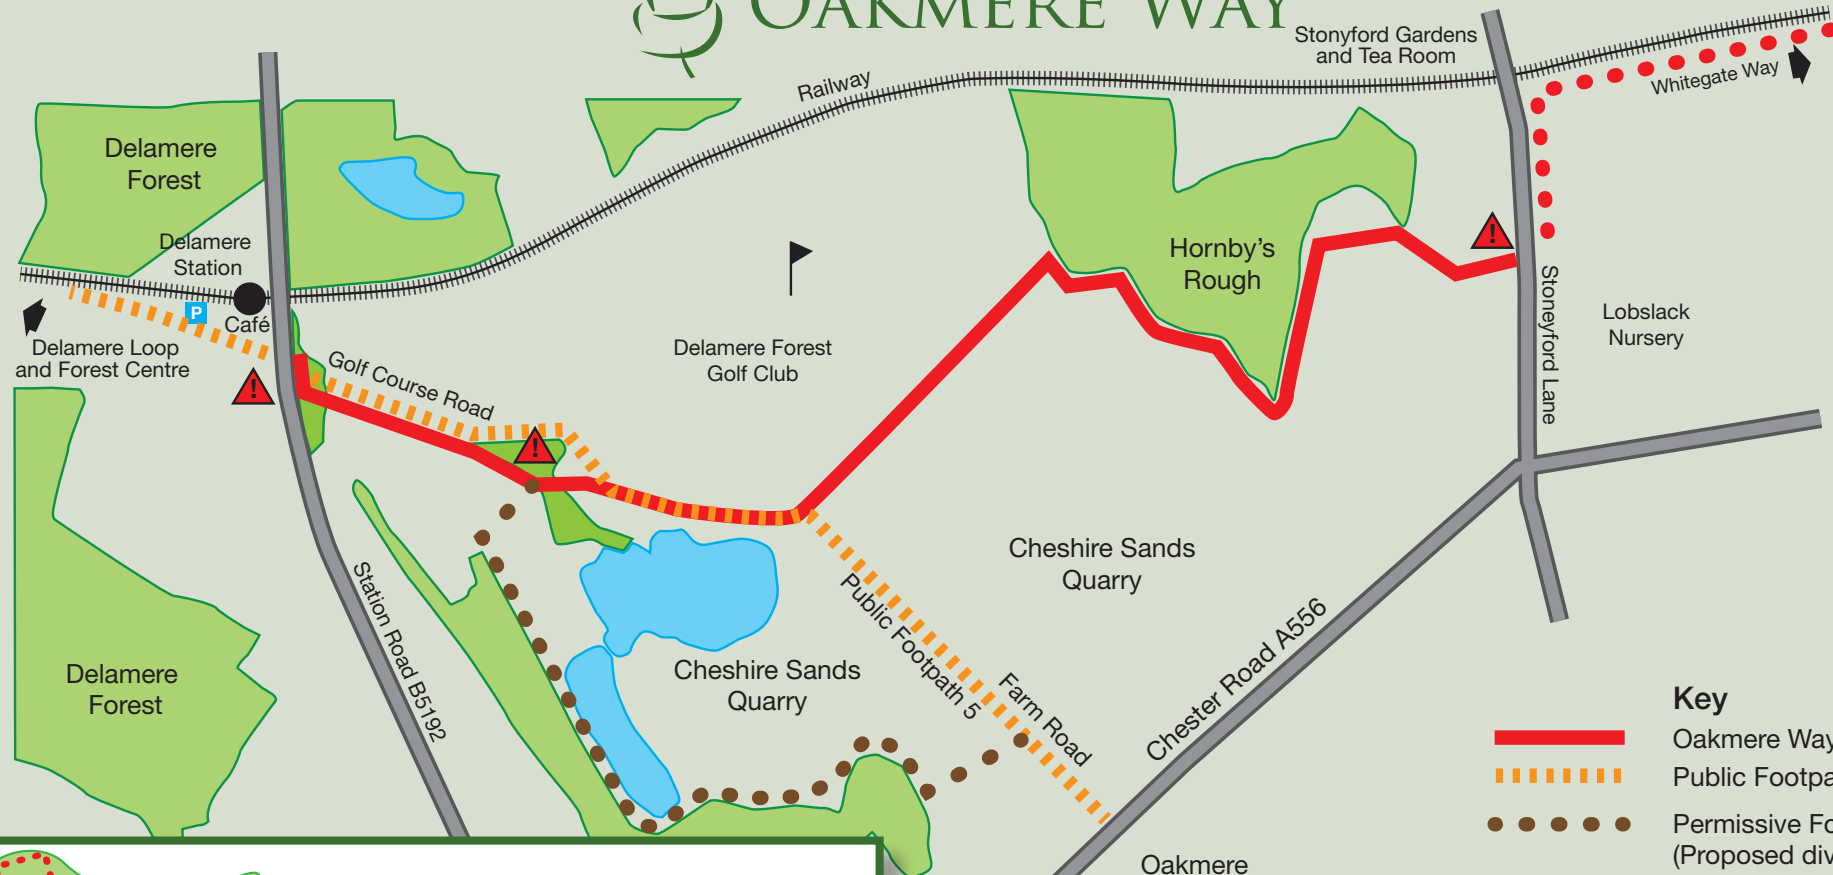 OAKMERE WAY
Stonyford Gardens
and Tea Room
Railway
Whitegate Way
Delamere
Forest
Delamere
Station
P
Café
Delamere Loop
and Forest Centre
!
Golf Course Road
!
Delamere Forest
Golf Club
Hornby's
Rough
!
Stoneyford Lane
Lobslack
Nursery
Cheshire Sands
Quarry
Station Road B5192
Public Footpath 5
Farm Road
Chester Road A556
Cheshire Sands
Quarry
Delamere
Forest
Oakmere
Key
Oakmere Way
Public Footpa
Permissive Fo
(Proposed div